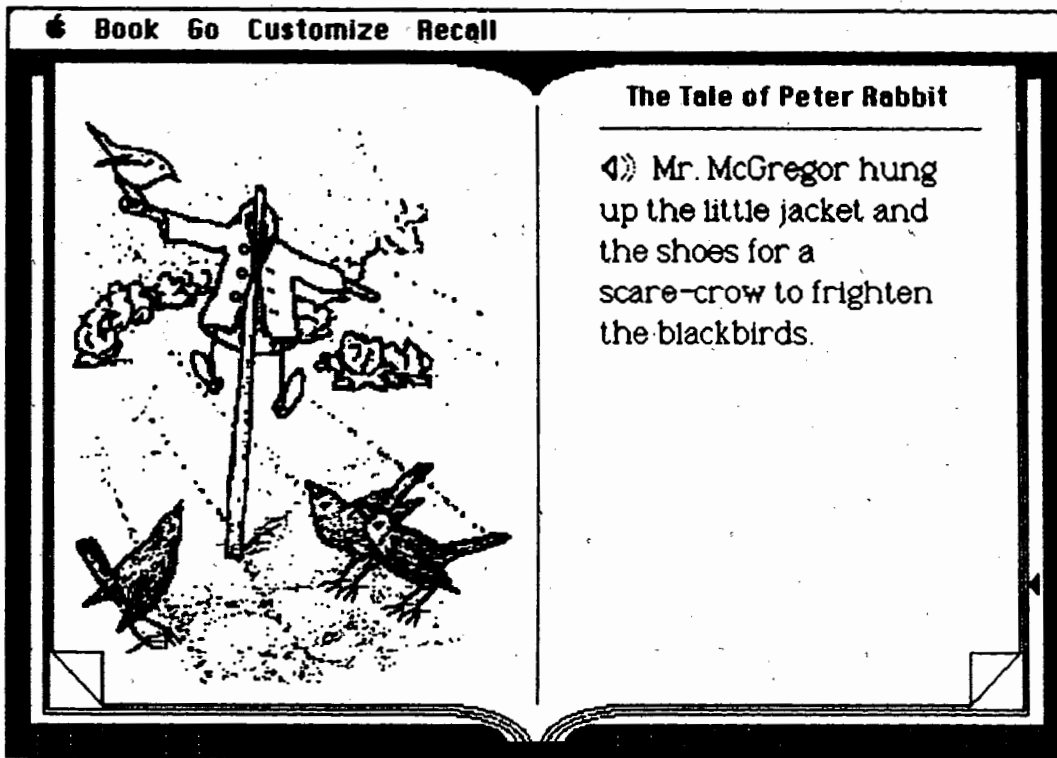 Book Go Customize Recall
The Tale of Peter Rabbit
Mr. McGregor hung
up the little jacket and
the shoes for a
scare-crow to frighten
the blackbirds.